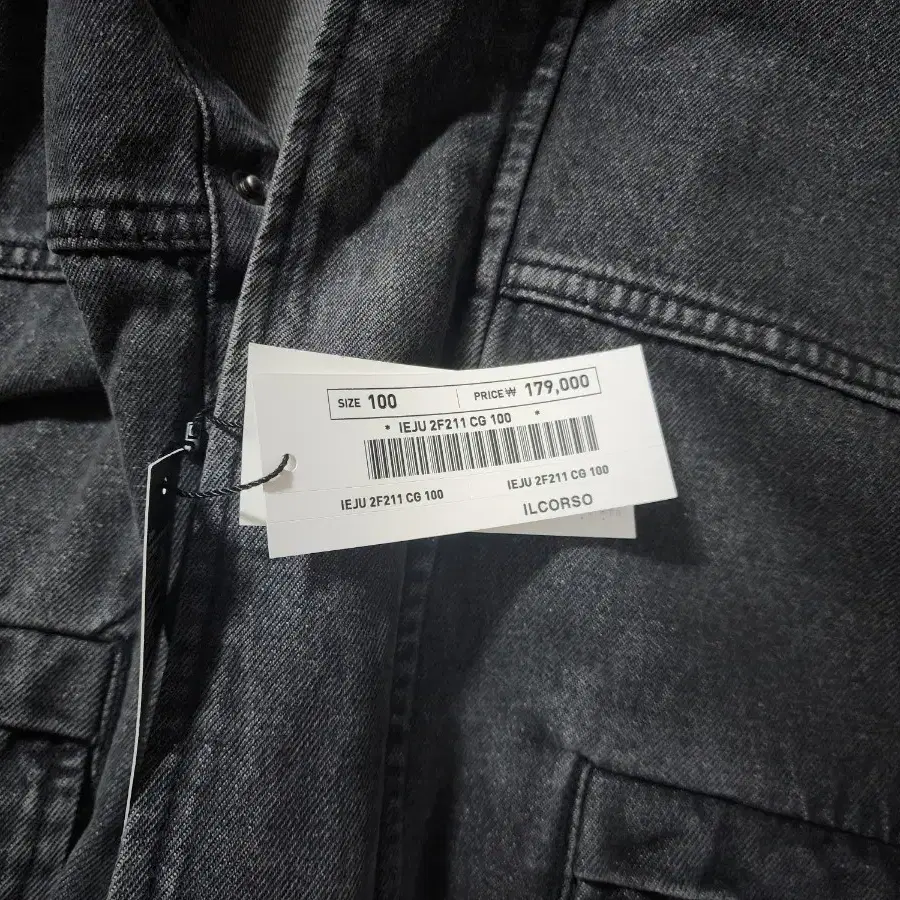 SIZE 100 PRICE₩ 179,000
* IEJU 2F211 CG 100 *
IEJU 2F211 CG 100 IEJU 2F211 CG 100
ILCORSO